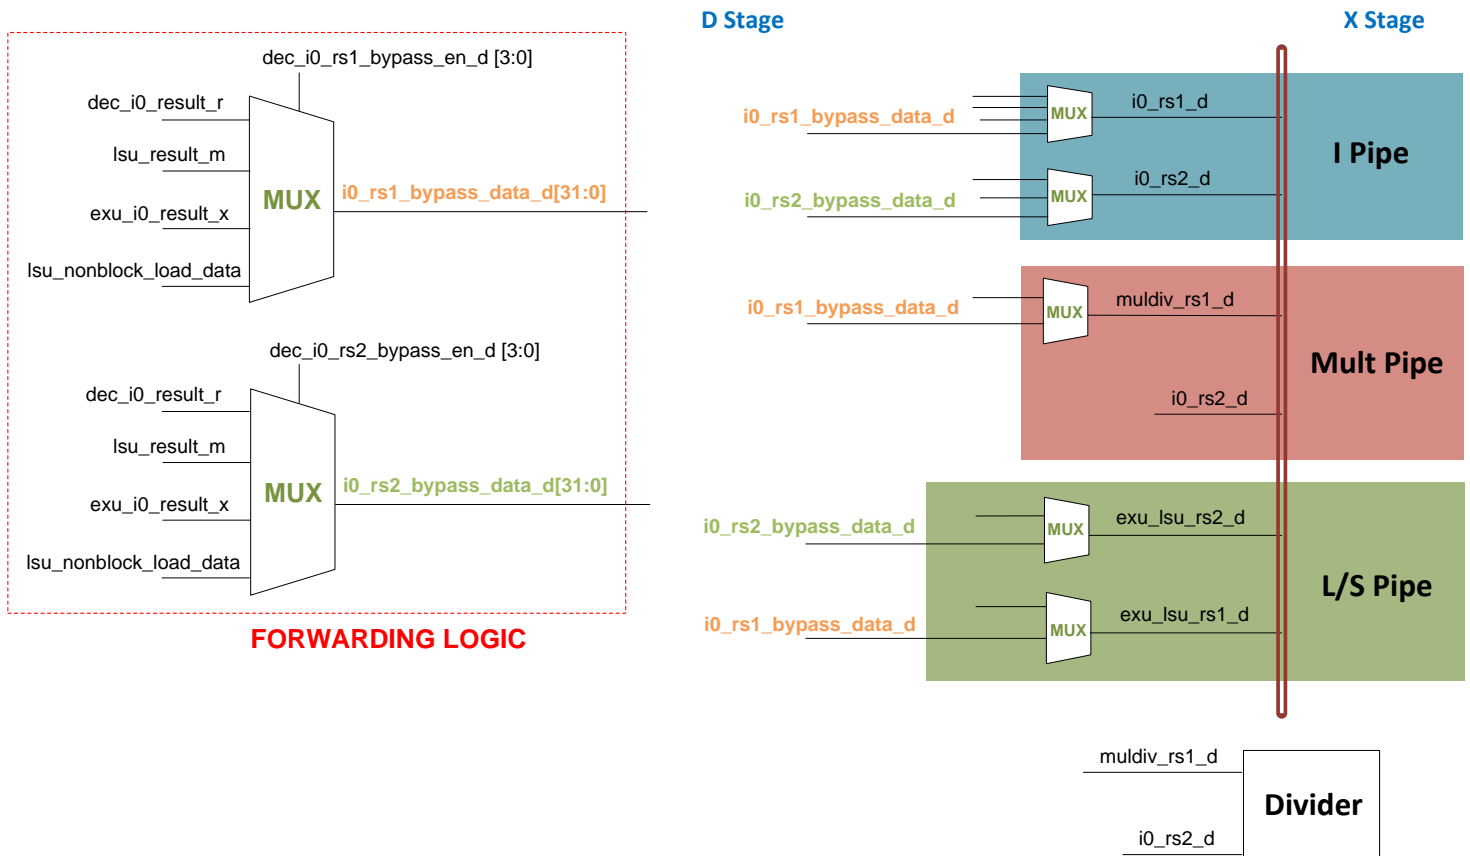 D Stage
X Stage
dec_i0_rs1_bypass_en_d [3:0]
dec_i0_result_r
lsu_result_m
MUX
i0_rs1_bypass_data_d[31:0]
exu_i0_result_x
lsu_nonblock_load_data
dec_i0_rs2_bypass_en_d [3:0]
dec_i0_result_r
lsu_result_m
MUX
i0_rs2_bypass_data_d[31:0]
exu_i0_result_x
lsu_nonblock_load_data
FORWARDING LOGIC
i0_rs1_bypass_data_d
MUX
i0_rs1_d
I Pipe
i0_rs2_bypass_data_d
MUX
i0_rs2_d
i0_rs1_bypass_data_d
MUX
muldiv_rs1_d
Mult Pipe
i0_rs2_d
i0_rs2_bypass_data_d
MUX
exu_lsu_rs2_d
L/S Pipe
i0_rs1_bypass_data_d
MUX
exu_lsu_rs1_d
muldiv_rs1_d
Divider
i0_rs2_d